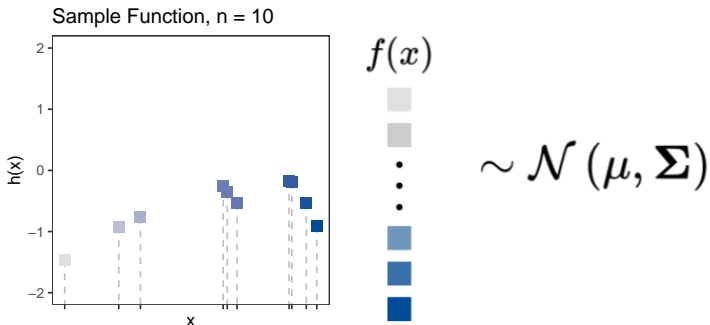 Sample Function, n = 10
2
1
0
−1
−2
h(x)
x
f(x)
∼ 𝒩 (μ, Σ)